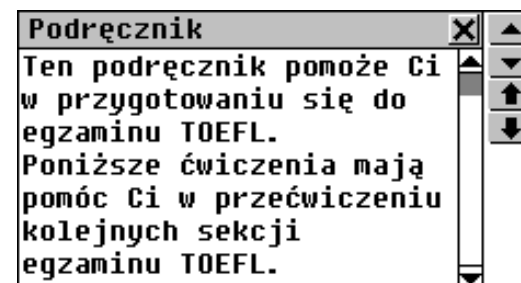 Podręcznik
Ten podręcznik pomoże Ci
w przygotowaniu się do
egzaminu TOEFL.
Poniższe ćwiczenia mają
pomóc Ci w przećwiczeniu
kolejnych sekcji
egzaminu TOEFL.